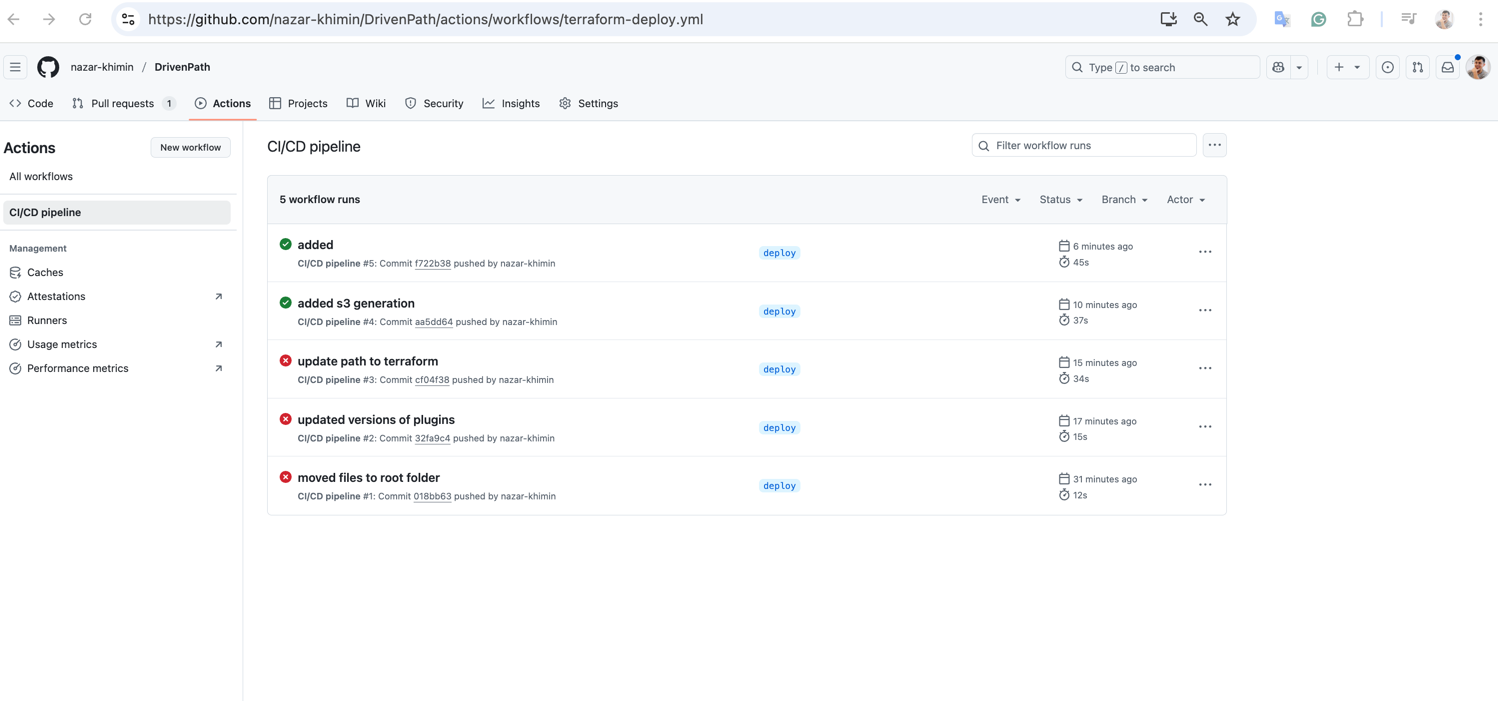 https://github.com/nazar-khimin/DrivenPath/actions/workflows/terraform-deploy.yml
nazar-khimin / DrivenPath
Type / to search
Code
Pull requests 1
Actions
Projects
Wiki
Security
Insights
Settings
Actions
New workflow
All workflows
CI/CD pipeline
Management
Caches
Attestations
Runners
Usage metrics
Performance metrics
CI/CD pipeline
Filter workflow runs
5 workflow runs
Event Status Branch Actor
added
CI/CD pipeline #5: Commit f722b38 pushed by nazar-khimin
deploy
6 minutes ago
45s
added s3 generation
CI/CD pipeline #4: Commit aa5dd64 pushed by nazar-khimin
deploy
10 minutes ago
37s
update path to terraform
CI/CD pipeline #3: Commit cf04f38 pushed by nazar-khimin
deploy
15 minutes ago
34s
updated versions of plugins
CI/CD pipeline #2: Commit 32fa9c4 pushed by nazar-khimin
deploy
17 minutes ago
15s
moved files to root folder
CI/CD pipeline #1: Commit 018bb63 pushed by nazar-khimin
deploy
31 minutes ago
12s